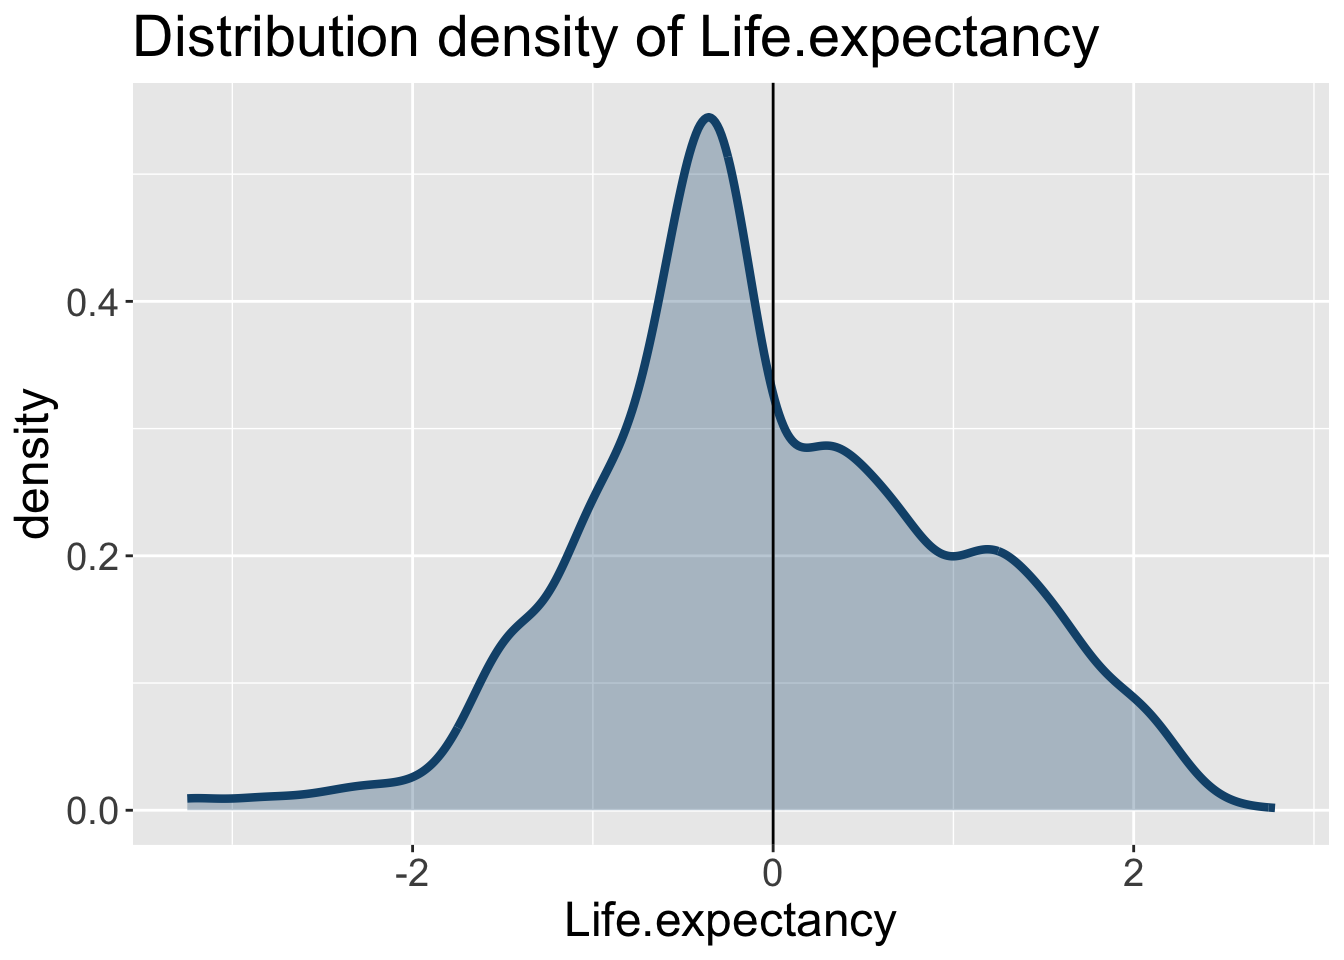 Distribution density of Life.expectancy
density
0.4
0.2
0.0
-2 0 2
Life.expectancy